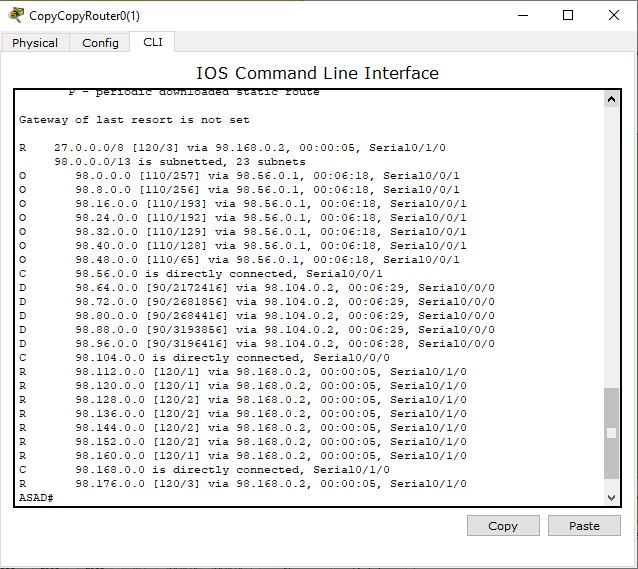 CopyCopyRouter0(1)
Physical Config CLI
IOS Command Line Interface
P - periodic downloaded static route
Gateway of last resort is not set
R    27.0.0.0/8 [120/3] via 98.168.0.2, 00:00:05, Serial0/1/0
     98.0.0.0/13 is subnetted, 23 subnets
O       98.0.0.0 [110/257] via 98.56.0.1, 00:06:18, Serial0/0/1
O       98.8.0.0 [110/256] via 98.56.0.1, 00:06:18, Serial0/0/1
O       98.16.0.0 [110/193] via 98.56.0.1, 00:06:18, Serial0/0/1
O       98.24.0.0 [110/192] via 98.56.0.1, 00:06:18, Serial0/0/1
O       98.32.0.0 [110/129] via 98.56.0.1, 00:06:18, Serial0/0/1
O       98.40.0.0 [110/128] via 98.56.0.1, 00:06:18, Serial0/0/1
O       98.48.0.0 [110/65] via 98.56.0.1, 00:06:18, Serial0/0/1
C       98.56.0.0 is directly connected, Serial0/0/1
D       98.64.0.0 [90/2172416] via 98.104.0.2, 00:06:29, Serial0/0/0
D       98.72.0.0 [90/2681856] via 98.104.0.2, 00:06:29, Serial0/0/0
D       98.80.0.0 [90/2684416] via 98.104.0.2, 00:06:29, Serial0/0/0
D       98.88.0.0 [90/3193856] via 98.104.0.2, 00:06:29, Serial0/0/0
D       98.96.0.0 [90/3196416] via 98.104.0.2, 00:06:28, Serial0/0/0
C       98.104.0.0 is directly connected, Serial0/0/0
R       98.112.0.0 [120/1] via 98.168.0.2, 00:00:05, Serial0/1/0
R       98.120.0.0 [120/1] via 98.168.0.2, 00:00:05, Serial0/1/0
R       98.128.0.0 [120/2] via 98.168.0.2, 00:00:05, Serial0/1/0
R       98.136.0.0 [120/2] via 98.168.0.2, 00:00:05, Serial0/1/0
R       98.144.0.0 [120/2] via 98.168.0.2, 00:00:05, Serial0/1/0
R       98.152.0.0 [120/2] via 98.168.0.2, 00:00:05, Serial0/1/0
R       98.160.0.0 [120/1] via 98.168.0.2, 00:00:05, Serial0/1/0
C       98.168.0.0 is directly connected, Serial0/1/0
R       98.176.0.0 [120/3] via 98.168.0.2, 00:00:05, Serial0/1/0
ASAD#
Copy Paste